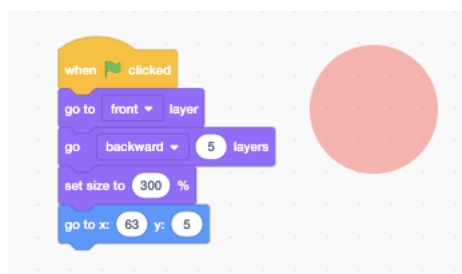 when clicked
go to front layer
go backward 5 layers
set size to 300 %
go to x: 63 y: 5